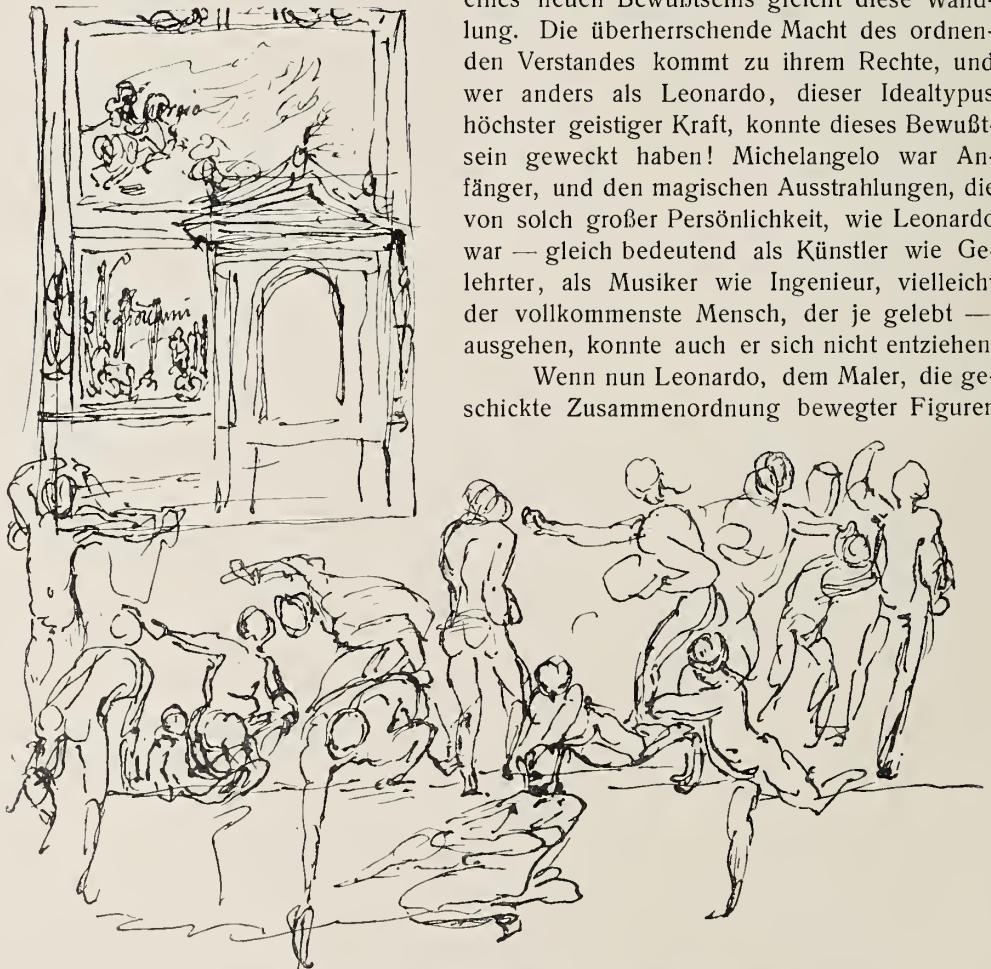 eines neuen Bewußtseins gleicht diese Wand-
lung. Die überherrschende Macht des ordnen-
den Verstandes kommt zu ihrem Rechte, und
wer anders als Leonardo, dieser Idealtypus
höchster geistiger Kraft, konnte dieses Bewußt-
sein geweckt haben! Michelangelo war An-
fänger, und den magischen Ausstrahlungen, die
von solch großer Persönlichkeit, wie Leonardo
war — gleich bedeutend als Künstler wie Ge-
lehrter, als Musiker wie Ingenieur, vielleicht
der vollkommenste Mensch, der je gelebt —
ausgehen, konnte auch er sich nicht entziehen
Wenn nun Leonardo, dem Maler, die ge-
schickte Zusammenordnung bewegter Figuren